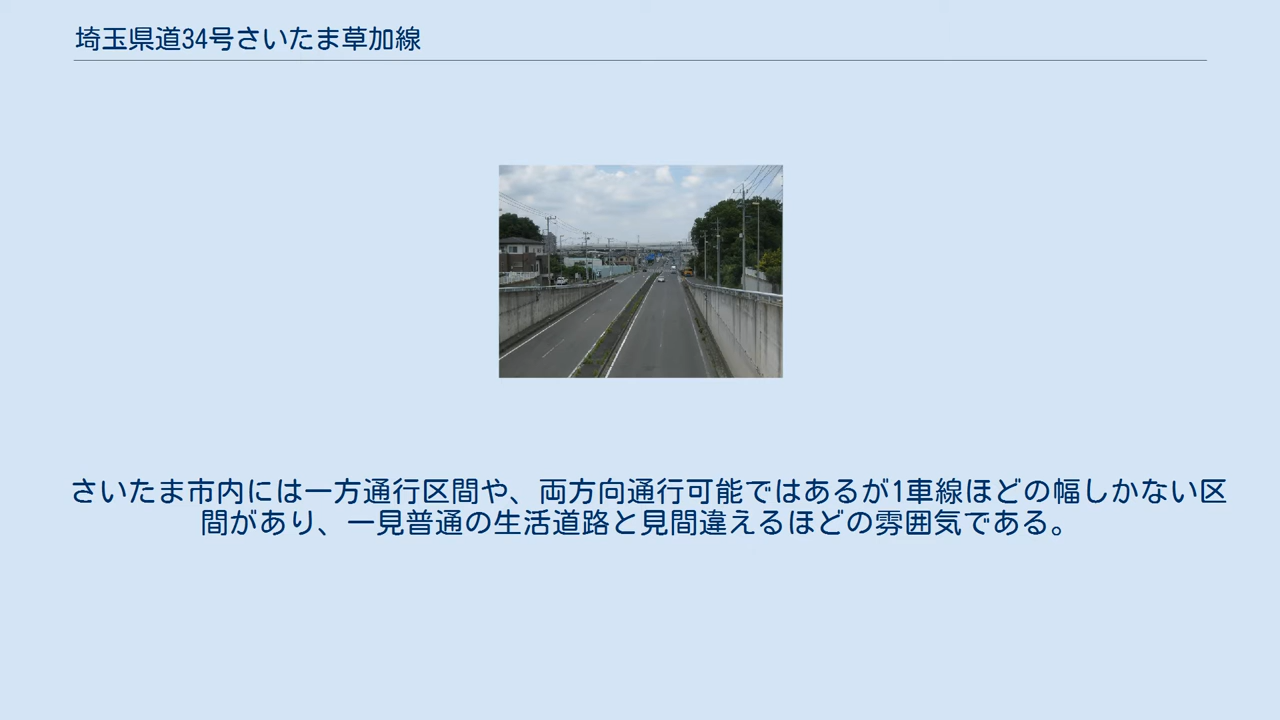 埼玉県道34号さいたま草加線
さいたま市内には一方通行区間や、両方向通行可能ではあるが1車線ほどの幅しかない区
間があり、一見普通の生活道路と見間違えるほどの雰囲気である。